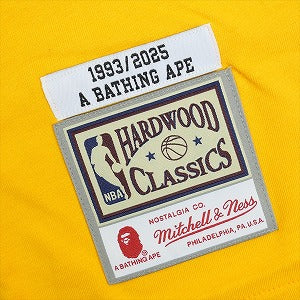 1993/2025
A BATHING APE
HARDWOOD
CLASSICS
NBA
NOSTALGIA CO.
Mitchell & Ness
PHILADELPHIA, PA
A BATHING APE